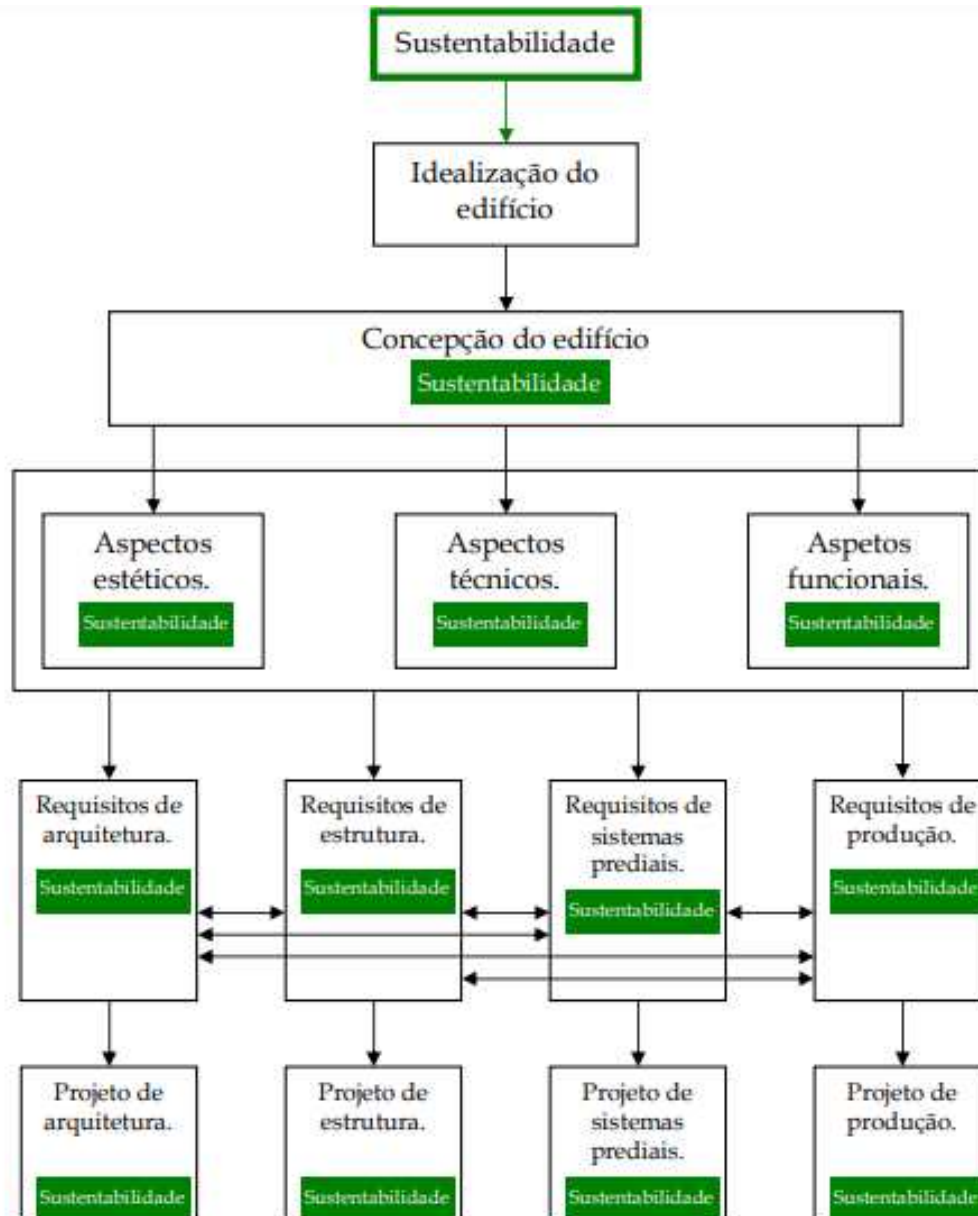 Sustentabilidade
Idealização do
edifício
Concepção do edifício
Sustentabilidade
Aspectos
estéticos.
Sustentabilidade
Aspectos
técnicos.
Sustentabilidade
Aspetos
funcionais.
Sustentabilidade
Requisitos de
arquitetura.
Sustentabilidade
Requisitos de
estrutura.
Sustentabilidade
Requisitos de
sistemas
prediais.
Sustentabilidade
Requisitos de
produção.
Sustentabilidade
Projeto de
arquitetura.
Sustentabilidade
Projeto de
estrutura.
Sustentabilidade
Projeto de
sistemas
prediais.
Sustentabilidade
Projeto de
produção.
Sustentabilidade